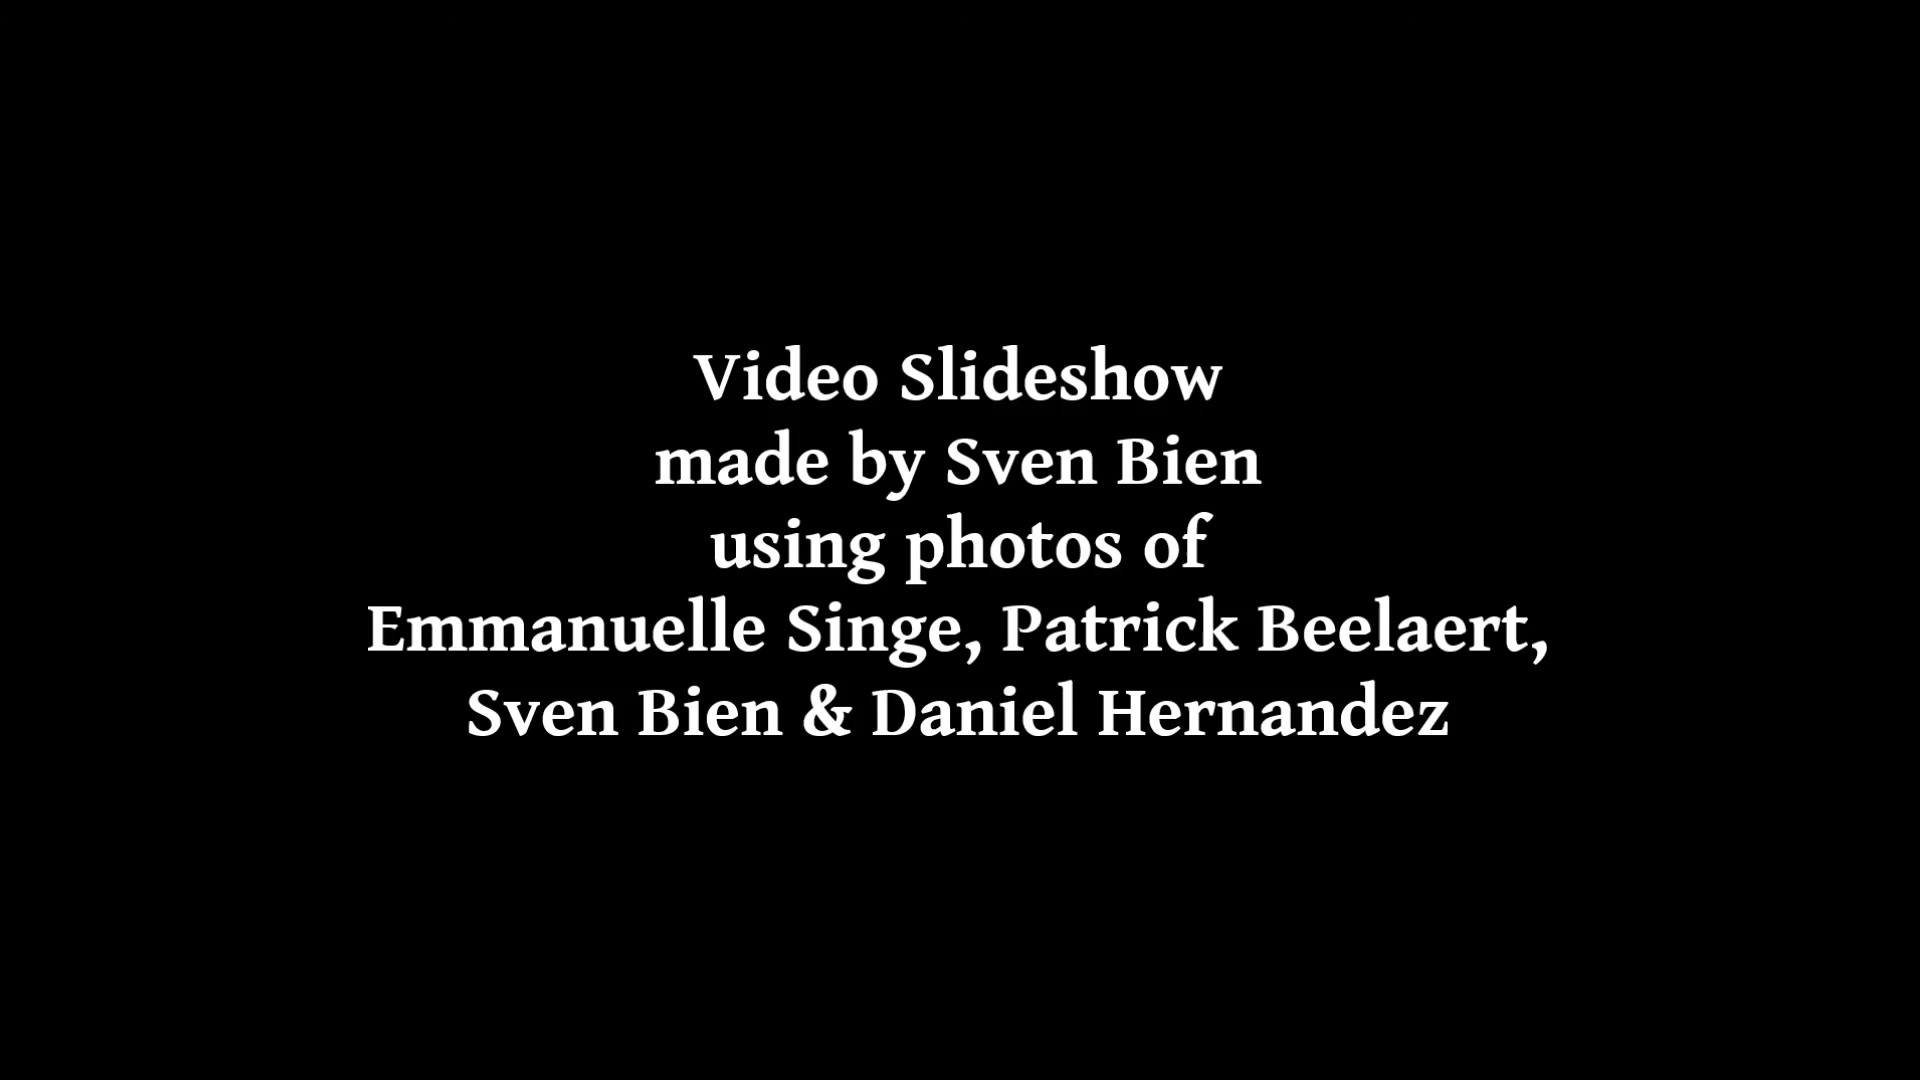 Video Slideshow
made by Sven Bien
using photos of
Emmanuelle Singe, Patrick Beelaert,
Sven Bien & Daniel Hernandez